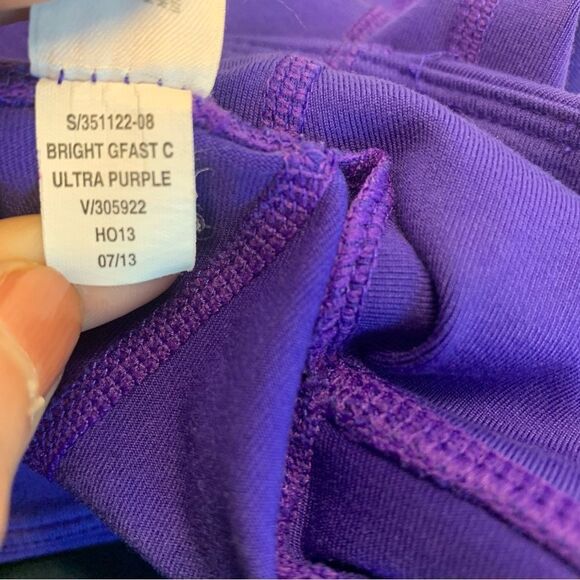 S/351122-08
BRIGHT GFAST C
ULTRA PURPLE
V/305922
HO13
07/13